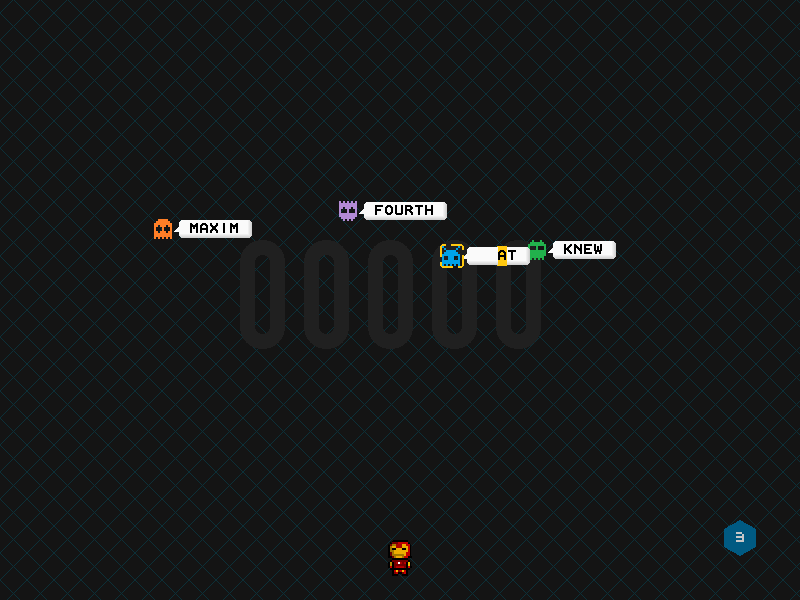 FOURTH
MAXIM
KNEW
AT
00000
3